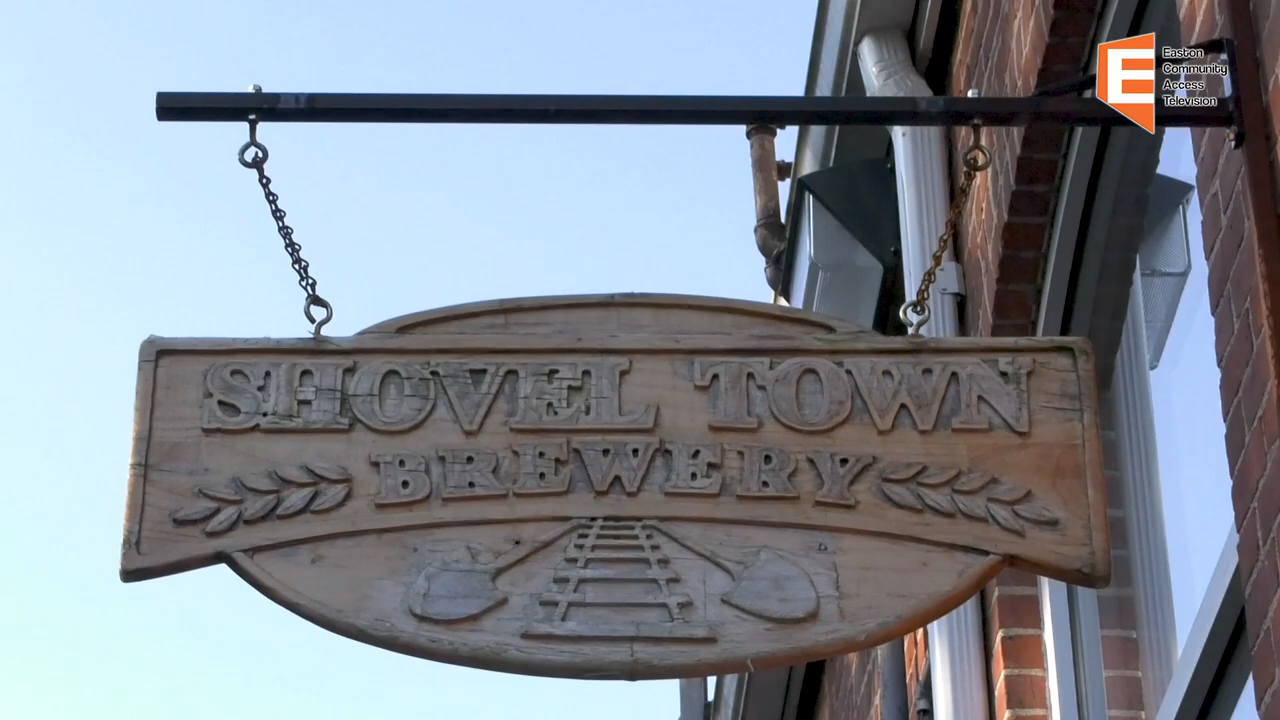 E
Easton
Community
Access
Television
SHOVEL TOWN
BREWERY